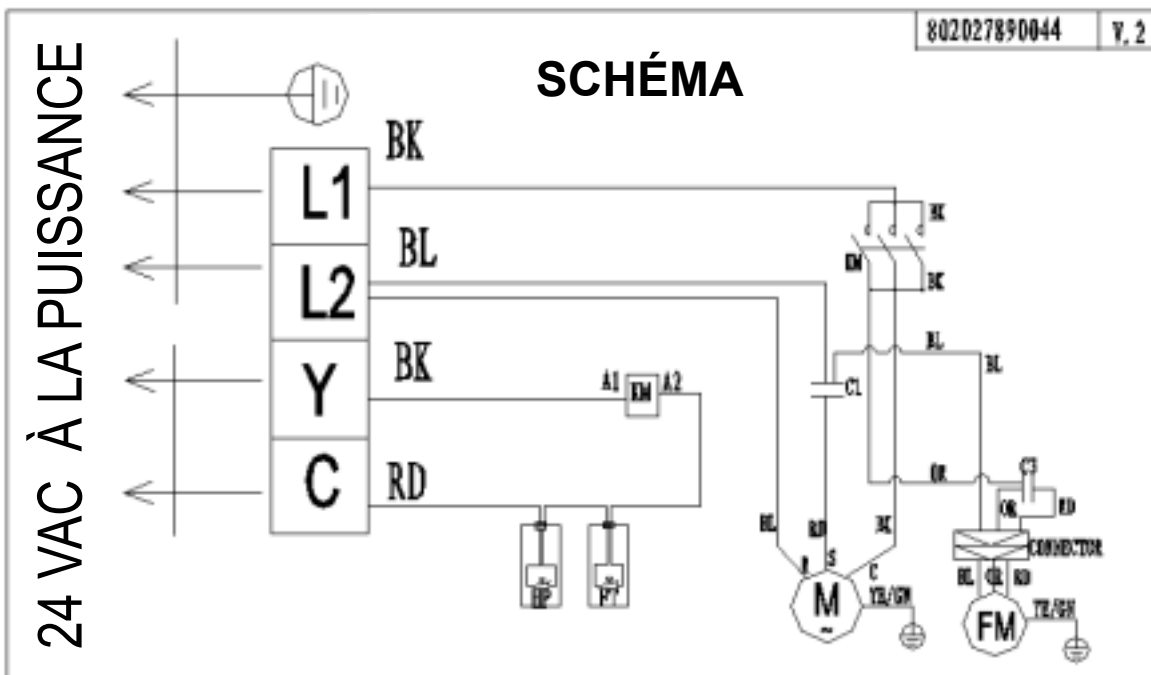 802027890044 V.2
SCHÉMA
24 VAC À LA PUISSANCE
L1
BK
L2
BL
Y
BK
C
RD
A1 KM A2
BK
KM
BK
BL
BL
C1
OR
C3
OR
RD
BL
RD
BK
S
C
M
~
YE/GN
CONNECTOR
BL OR RD
FM
YE/GN
HP